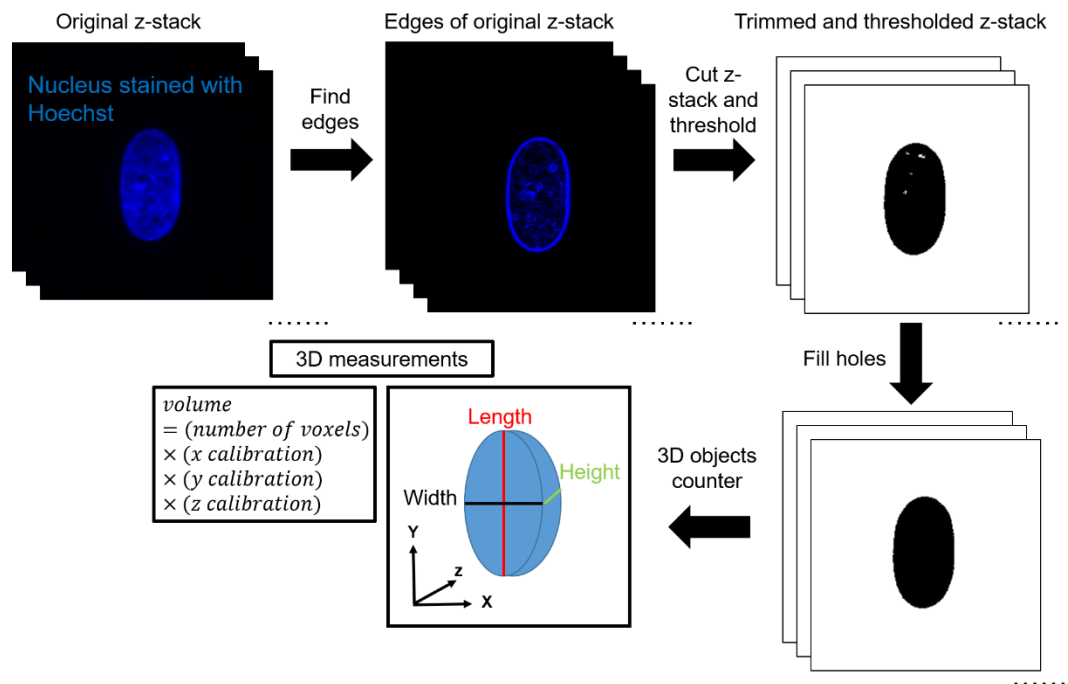 Original z-stack
Edges of original z-stack
Trimmed and thresholded z-stack
Nucleus stained with
Hoechst
Find
edges
Cut z-
stack and
threshold
Fill holes
3D measurements
volume
= (number of voxels)
× (x calibration)
× (y calibration)
× (z calibration)
Length
Height
Width
Y
z
X
3D objects
counter